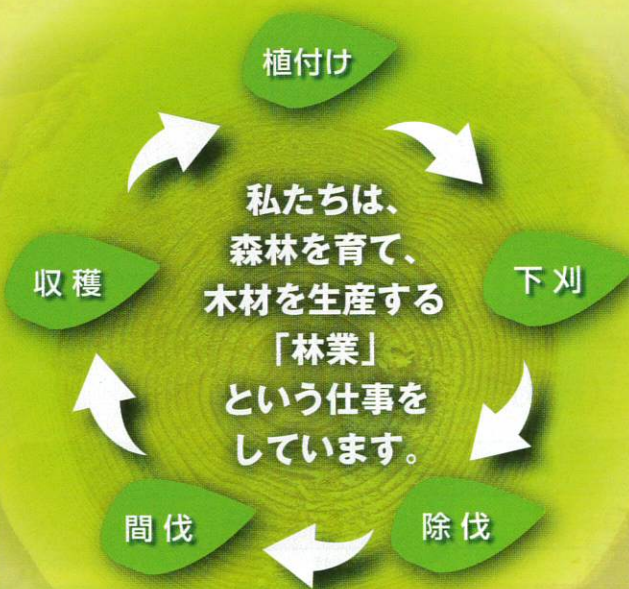 植付け
私たちは、
森林を育て、
木材を生産する
「林業」
という仕事を
しています。
下刈
除伐
間伐
収穫